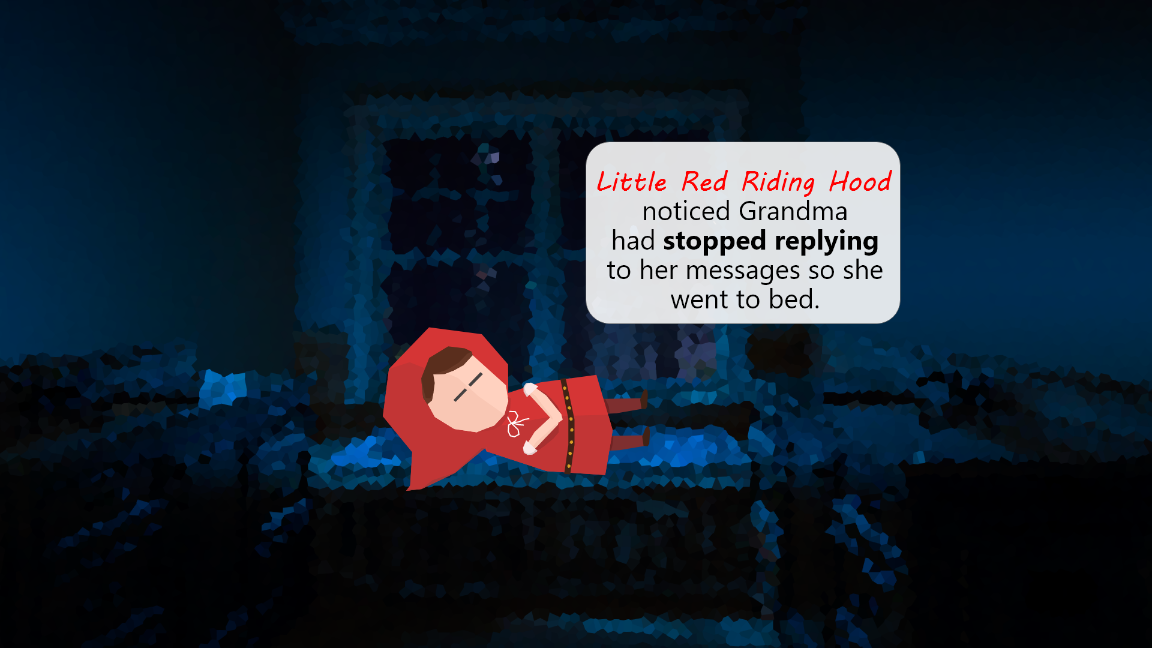 Little Red Riding Hood
noticed Grandma
had stopped replying
to her messages so she
went to bed.